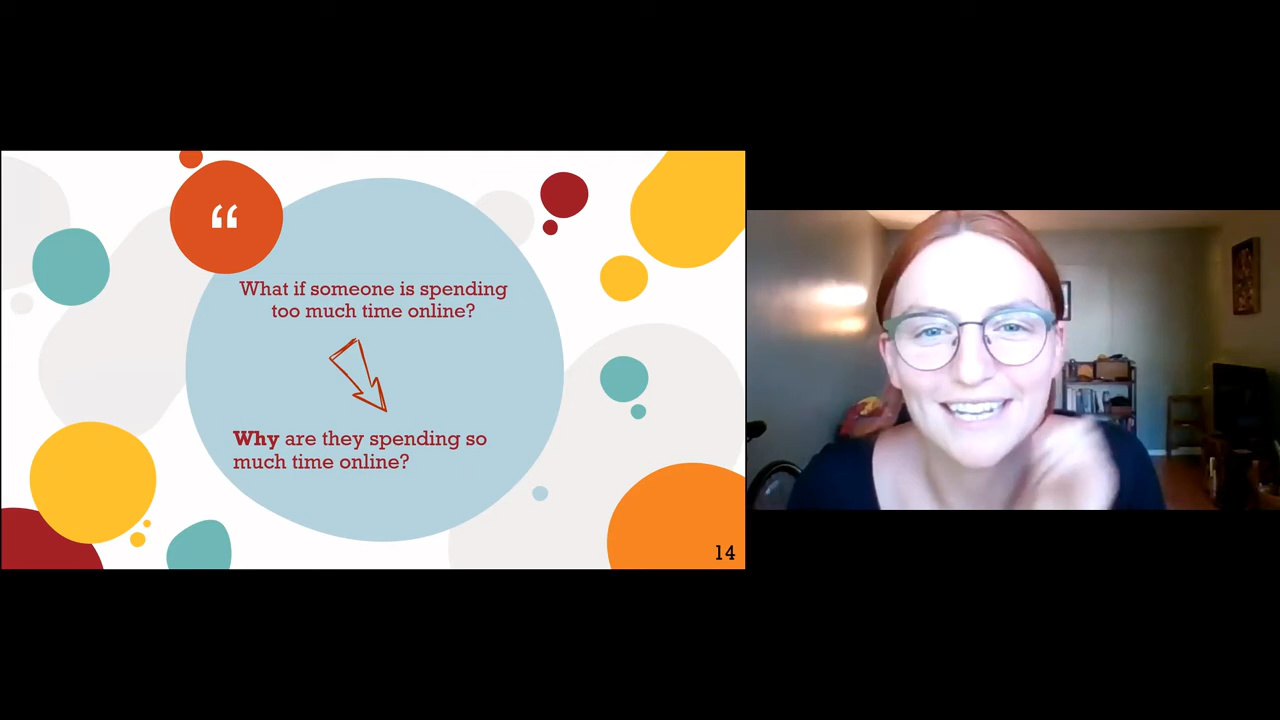 “
What if someone is spending
too much time online?
Why are they spending so
much time online?
14